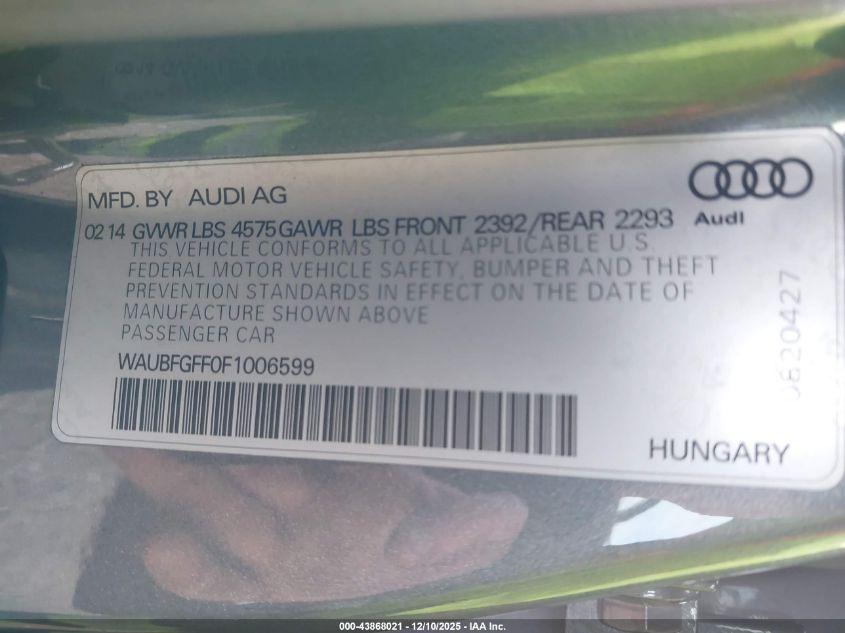 MFD. BY AUDI AG
Audi
02 14 GVWR LBS 4575 GAWR LBS FRONT 2392/REAR 2293
THIS VEHICLE CONFORMS TO ALL APPLICABLE U.S.
FEDERAL MOTOR VEHICLE SAFETY, BUMPER AND THEFT
PREVENTION STANDARDS IN EFFECT ON THE DATE OF
MANUFACTURE SHOWN ABOVE
PASSENGER CAR
WAUBFGFF0F1006599
HUNGARY
000-43868021 - 12/10/2025 - IAA Inc.